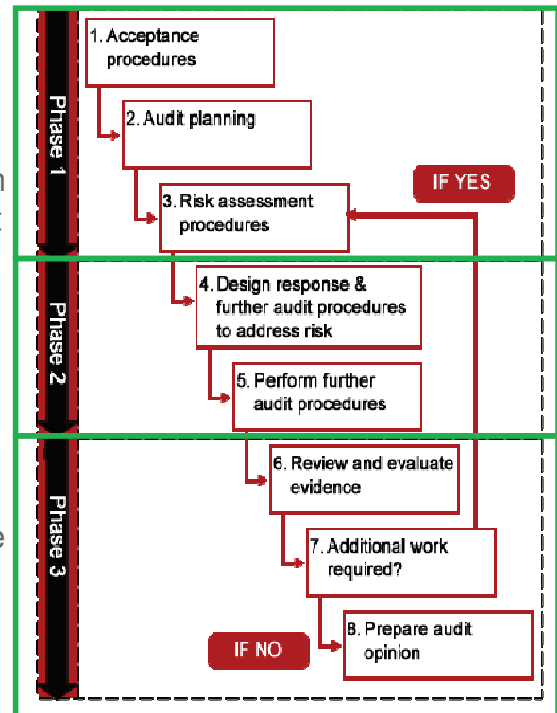 Phase 1
1. Acceptance
procedures
2. Audit planning
IF YES
3. Risk assessment
procedures
Phase 2
4. Design response &
further audit procedures
to address risk
5. Perform further
audit procedures
Phase 3
6. Review and evaluate
evidence
7. Additional work
required?
IF NO
8. Prepare audit
opinion